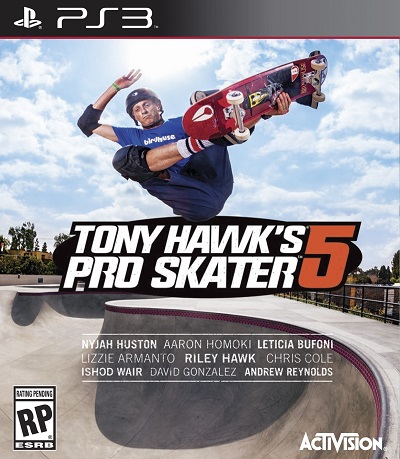 PS3
birdhouse
TONY HAWK'S
PRO SKATER 5
NYJAH HUSTON AARON HOMOKI LETICIA BUFONI
LIZZIE ARMANTO RILEY HAWK CHRIS COLE
ISHOD WAIR DAViD GONZALEZ ANDREW REYNOLDS
RATING PENDING
RP
ESRB
ACTIVISION